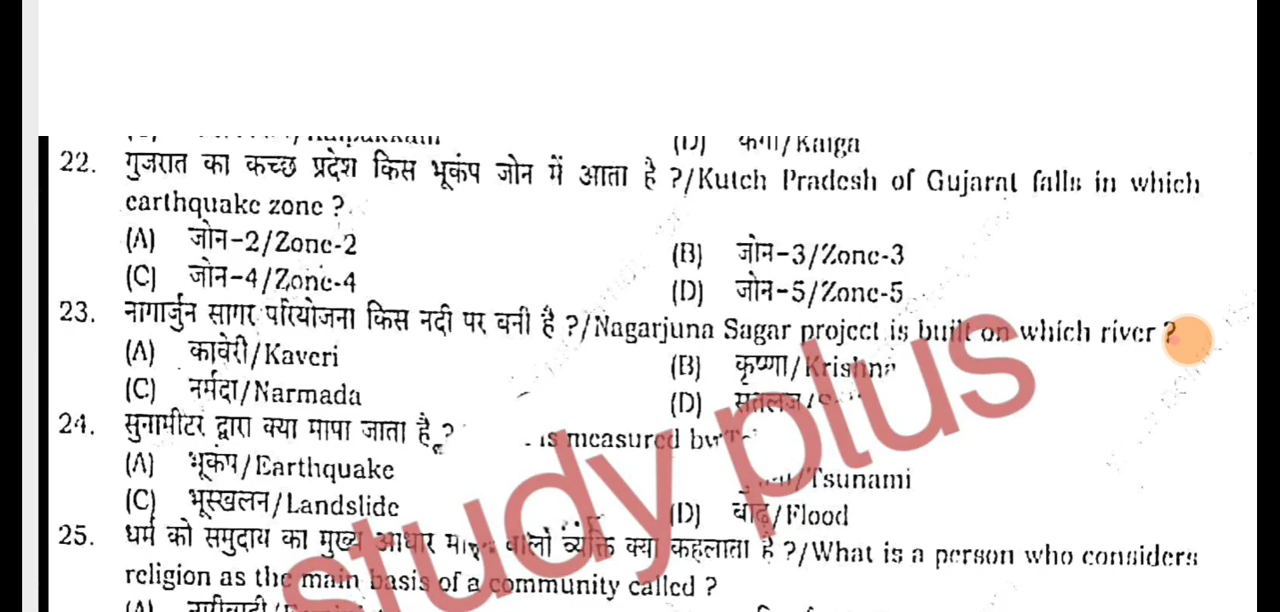 (D) कैगा/Kaiga
22. गुजरात का कच्छ प्रदेश किस भूकंप जोन में आता है ?/Kutch Pradesh of Gujarat falls in which
earthquake zone ?
(A) जोन-2/Zone-2 (B) जोन-3/Zone-3
(C) जोन-4/Zone-4 (D) जोन-5/Zone-5
23. नागार्जुन सागर परियोजना किस नदी पर बनी है ?/Nagarjuna Sagar project is built on which river ?
(A) कावेरी/Kaveri (B) कृष्णा/Krishna
(C) नर्मदा/Narmada (D) सतलज
24. सुनामीटर द्वारा क्या मापा जाता है ? is measured by
(A) भूकंप/Earthquake /Tsunami
(C) भूस्खलन/Landslide (D) बाढ़/Flood
25. धर्म को समुदाय का मुख्य आधार वाला व्यक्ति क्या कहलाता है ?/What is a person who considers
religion as the main basis of a community called ?
(A)
study plus